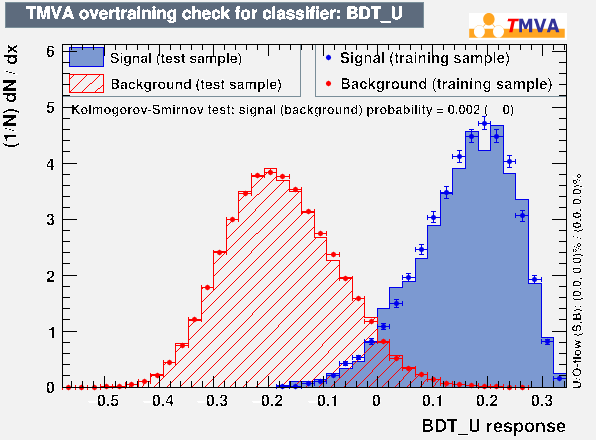 TMVA overtraining check for classifier: BDT_U
TMVA
(1/N) dN / dx
Signal (test sample)
Background (test sample)
Signal (training sample)
Background (training sample)
Kolmogorov-Smirnov test: signal (background) probability = 0.002 ( 0)
6
5
4
3
2
1
0
−0.5 −0.4 −0.3 −0.2 −0.1 0 0.1 0.2 0.3
BDT_U response
U/O-flow (S,B): (0.0, 0.0)% / (0.0, 0.0)%